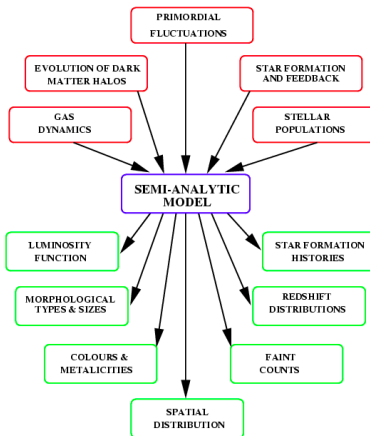 PRIMORDIAL
FLUCTUATIONS
EVOLUTION OF DARK
MATTER HALOS
STAR FORMATION
AND FEEDBACK
GAS
DYNAMICS
STELLAR
POPULATIONS
SEMI-ANALYTIC
MODEL
LUMINOSITY
FUNCTION
STAR FORMATION
HISTORIES
MORPHOLOGICAL
TYPES & SIZES
REDSHIFT
DISTRIBUTIONS
COLOURS &
METALICITIES
FAINT
COUNTS
SPATIAL
DISTRIBUTION